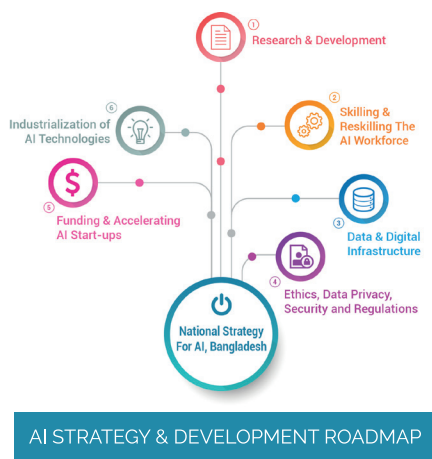 1
Research & Development
2
Skilling &
Reskilling The
AI Workforce
3
Data & Digital
Infrastructure
4
Ethics, Data Privacy,
Security and Regulations
5
Funding & Accelerating
AI Start-ups
6
Industrialization of
AI Technologies
$
National Strategy
For AI, Bangladesh
AI STRATEGY & DEVELOPMENT ROADMAP